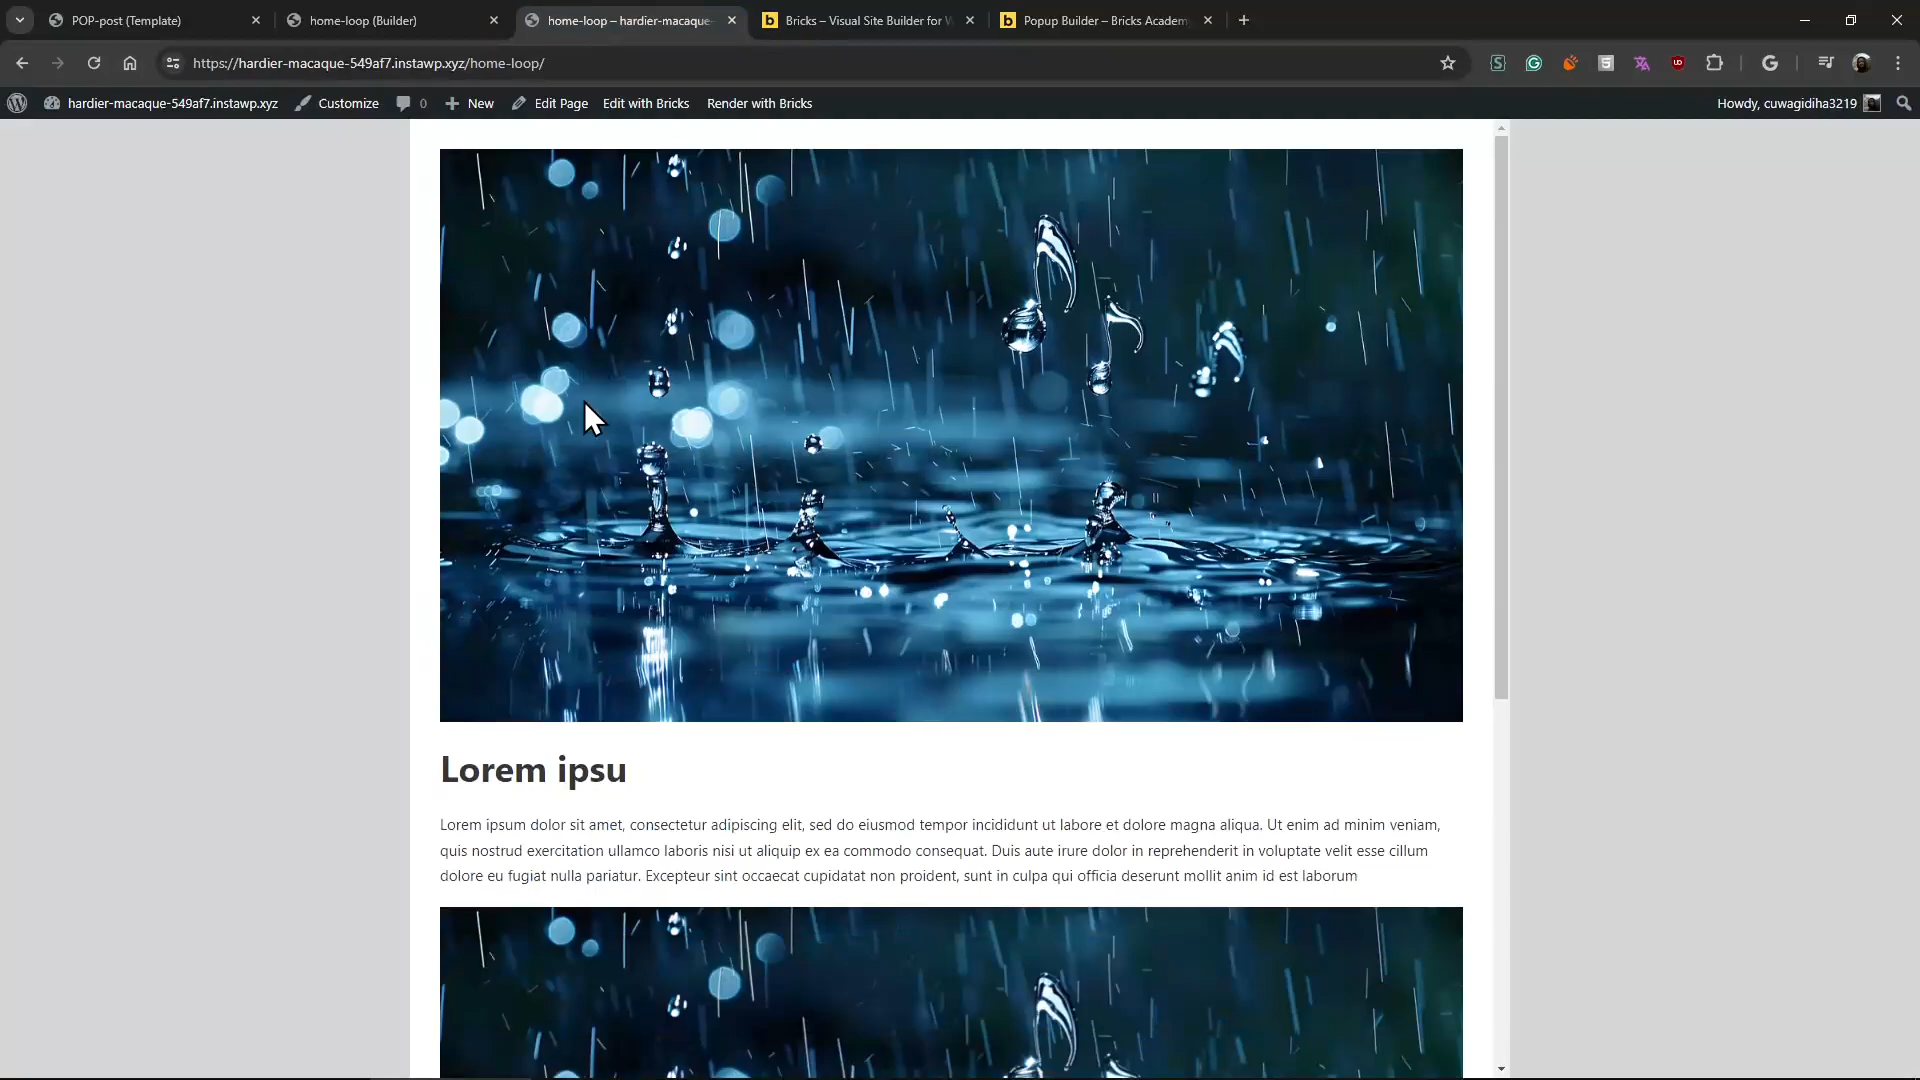 POP-post (Template)
home-loop (Builder)
home-loop – hardier-macaque-
Bricks – Visual Site Builder for W
Popup Builder – Bricks Academ
https://hardier-macaque-549af7.instawp.xyz/home-loop/
hardier-macaque-549af7.instawp.xyz
Customize
0
New
Edit Page
Edit with Bricks
Render with Bricks
Howdy, cuwagidiha3219
Lorem ipsu
Lorem ipsum dolor sit amet, consectetur adipiscing elit, sed do eiusmod tempor incididunt ut labore et dolore magna aliqua. Ut enim ad minim veniam,
quis nostrud exercitation ullamco laboris nisi ut aliquip ex ea commodo consequat. Duis aute irure dolor in reprehenderit in voluptate velit esse cillum
dolore eu fugiat nulla pariatur. Excepteur sint occaecat cupidatat non proident, sunt in culpa qui officia deserunt mollit anim id est laborum